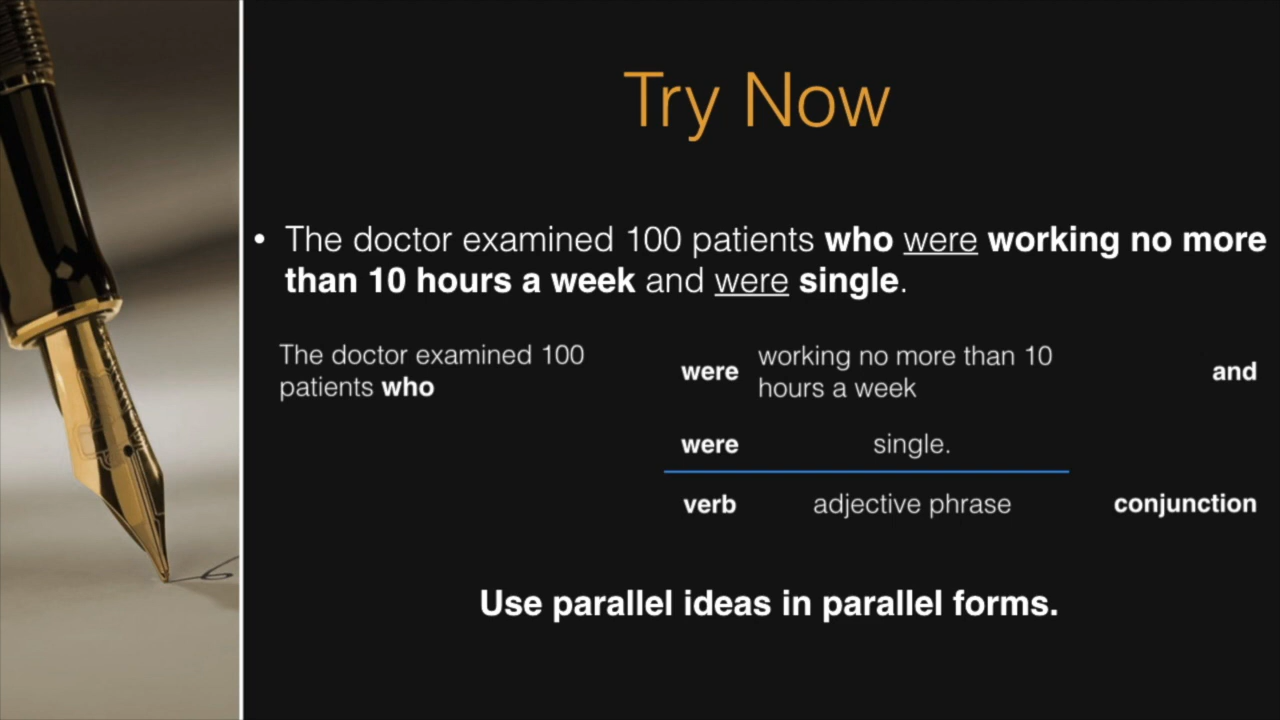 Try Now
• The doctor examined 100 patients who were working no more
than 10 hours a week and were single.
The doctor examined 100
patients who
were
working no more than 10
hours a week
and
were single.
verb adjective phrase conjunction
Use parallel ideas in parallel forms.